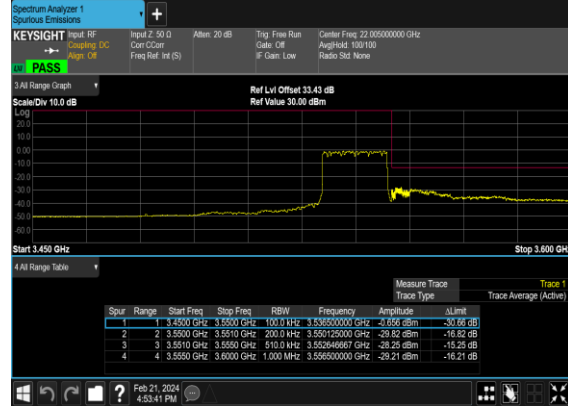 Spectrum Analyzer 1
Spurious Emissions
+
KEYSIGHT Input: RF Input Z: 50 Ω Atten: 20 dB Trig: Free Run Center Freq: 22.005000000 GHz
Coupling: DC Corr CCorr Gate: Off Avg|Hold: 100/100
Align: Off Freq Ref: Int (S) IF Gain: Low Radio Std: None
PASS
3 All Range Graph
Ref Lvl Offset 33.43 dB
Scale/Div 10.0 dB Ref Value 30.00 dBm
Log
20.0
10.0
0.00
-10.0
-20.0
-30.0
-40.0
-50.0
-60.0
Start 3.450 GHz Stop 3.600 GH
4 All Range Table
Measure Trace Trace 1
Trace Type Trace Average (Active)
Spur Range Start Freq Stop Freq RBW Frequency Amplitude ΔLimit
1 1 3.4500 GHz 3.5500 GHz 100.0 kHz 3.536500000 GHz -0.656 dBm -30.66 dB
2 2 3.5500 GHz 3.5510 GHz 200.0 kHz 3.550125000 GHz -29.82 dBm -16.82 dB
3 3 3.5510 GHz 3.5550 GHz 510.0 kHz 3.552646667 GHz -28.25 dBm -15.25 dB
4 4 3.5550 GHz 3.6000 GHz 1.000 MHz 3.556500000 GHz -29.21 dBm -16.21 dB
? Feb 21, 2024
4:53:41 PM